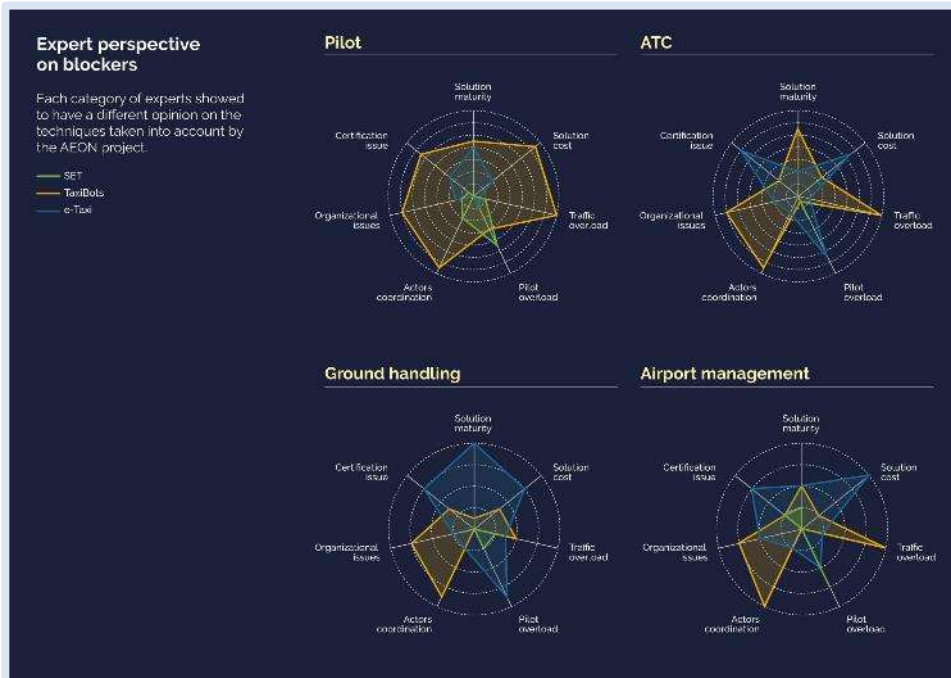 Expert perspective
on blockers
Each category of experts showed
to have a different opinion on the
techniques taken into account by
the AEON project.
SET
TaxiBots
e-Taxi
Pilot
Solution
maturity
Certification
issue
Solution
cost
Organizational
issues
Traffic
overload
Actors
coordination
Pilot
overload
ATC
Solution
maturity
Certification
issue
Solution
cost
Organizational
issues
Traffic
overload
Actors
coordination
Pilot
overload
Ground handling
Solution
maturity
Certification
issue
Solution
cost
Organizational
issues
Traffic
overload
Actors
coordination
Pilot
overload
Airport management
Solution
maturity
Certification
issue
Solution
cost
Organizational
issues
Traffic
overload
Actors
coordination
Pilot
overload